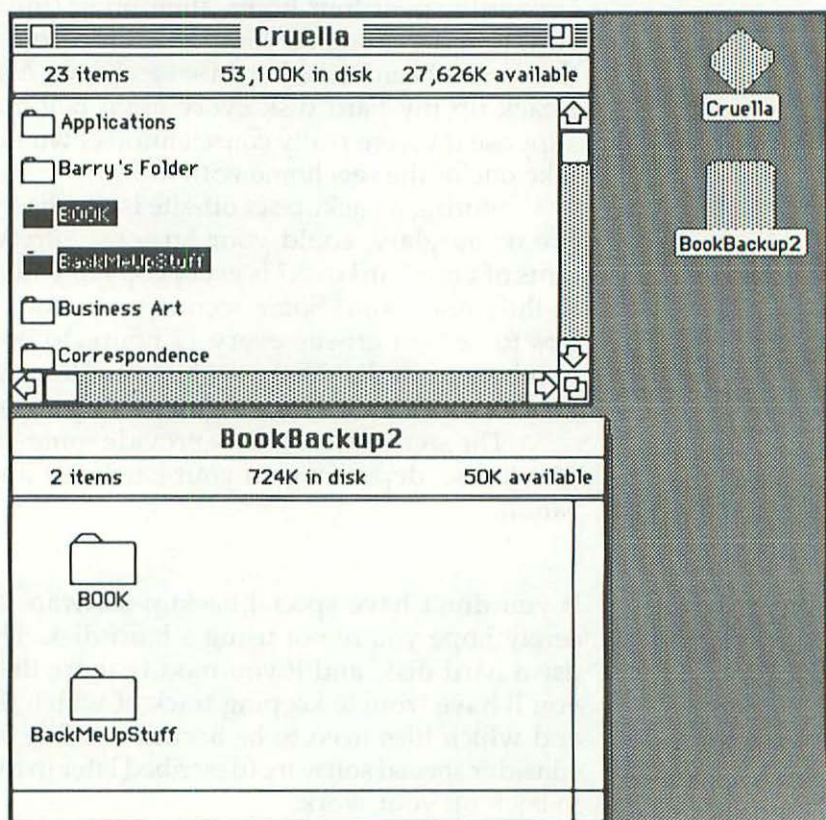 Cruella
23 items 53,100K in disk 27,626K available
Applications
Barry's Folder
BOOK
BackMeUpStuff
Business Art
Correspondence
BookBackup2
2 items 724K in disk 50K available
BOOK
BackMeUpStuff
Cruella
BookBackup2